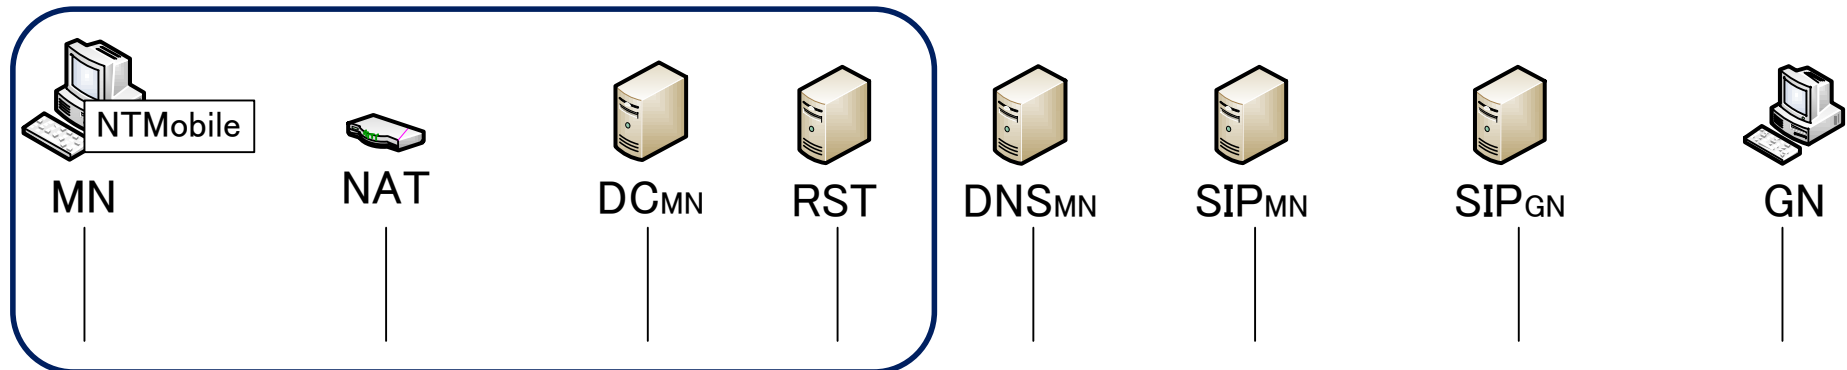 NTMobile
MN
NAT
DCMN
RST
DNSMN
SIPMN
SIPGN
GN